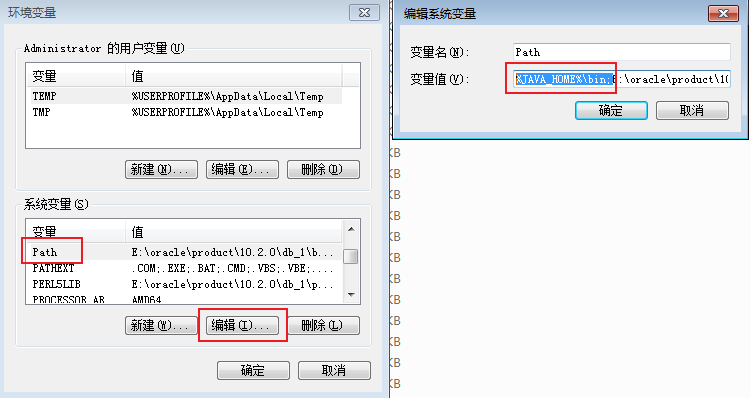 环境变量
Administrator 的用户变量(U)
变量 值
TEMP %USERPROFILE%\AppData\Local\Temp
TMP %USERPROFILE%\AppData\Local\Temp
新建(N)... 编辑(E)... 删除(D)
系统变量(S)
变量 值
Path E:\oracle\product\10.2.0\db_1\b...
PATHEXT .COM;.EXE;.BAT;.CMD;.VBS;.VBE;....
PERL5LIB E:\oracle\product\10.2.0\db_1\p...
PROCESSOR_AR AMD64
新建(W)... 编辑(I)... 删除(L)
确定 取消
编辑系统变量
变量名(N): Path
变量值(V): %JAVA_HOME%\bin;E:\oracle\product\10
确定 取消
KB
KB
KB
KB
KB
KB
KB
KB
KB
KB
KB
KB
KB